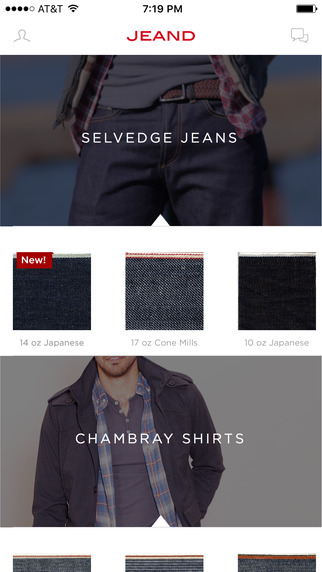 AT&T 7:19 PM
JEAND
SELVEDGE JEANS
New!
14 oz Japanese 17 oz Cone Mills 10 oz Japanese
CHAMBRAY SHIRTS